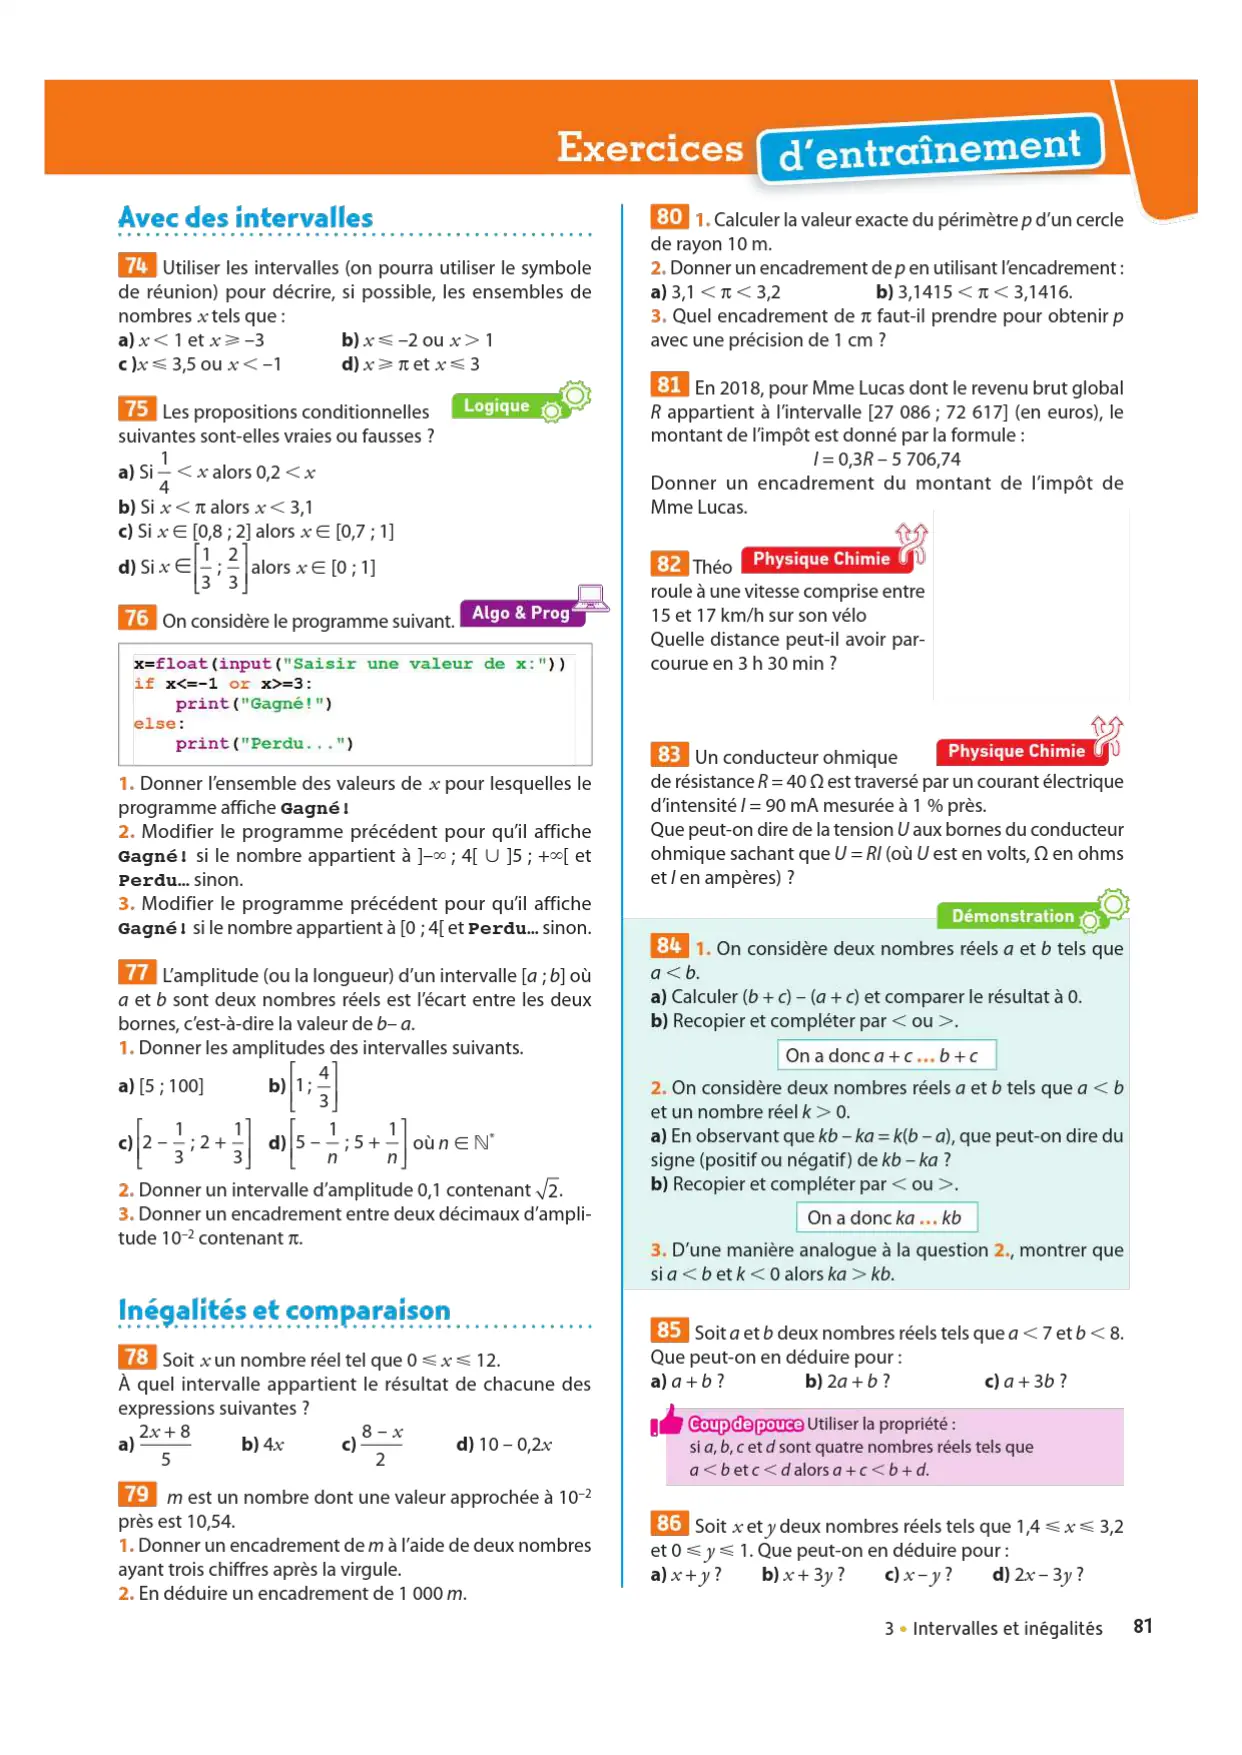 Exercices d'entraînement
Avec des intervalles
74 Utiliser les intervalles (on pourra utiliser le symbole
de réunion) pour décrire, si possible, les ensembles de
nombres x tels que :
a) x < 1 et x ⩾ –3 b) x ⩽ –2 ou x > 1
c )x ⩽ 3,5 ou x < –1 d) x ⩾ π et x ⩽ 3
75 Les propositions conditionnelles Logique
suivantes sont-elles vraies ou fausses ?
a) Si 1/4 < x alors 0,2 < x
b) Si x < π alors x < 3,1
c) Si x ∈ [0,8 ; 2] alors x ∈ [0,7 ; 1]
d) Si x ∈ [1/3 ; 2/3] alors x ∈ [0 ; 1]
76 On considère le programme suivant. Algo & Prog
x=float(input("Saisir une valeur de x:"))
if x<=-1 or x>=3:
    print("Gagné!")
else:
    print("Perdu...")
1. Donner l'ensemble des valeurs de x pour lesquelles le
programme affiche Gagné!
2. Modifier le programme précédent pour qu'il affiche
Gagné! si le nombre appartient à ]–∞ ; 4[ ∪ ]5 ; +∞[ et
Perdu… sinon.
3. Modifier le programme précédent pour qu'il affiche
Gagné! si le nombre appartient à [0 ; 4[ et Perdu… sinon.
77 L'amplitude (ou la longueur) d'un intervalle [a ; b] où
a et b sont deux nombres réels est l'écart entre les deux
bornes, c'est-à-dire la valeur de b– a.
1. Donner les amplitudes des intervalles suivants.
a) [5 ; 100] b) [1 ; 4/3]
c) [2 – 1/3 ; 2 + 1/3] d) [5 – 1/n ; 5 + 1/n] où n ∈ ℕ*
2. Donner un intervalle d'amplitude 0,1 contenant √2.
3. Donner un encadrement entre deux décimaux d'ampli-
tude 10⁻² contenant π.
Inégalités et comparaison
78 Soit x un nombre réel tel que 0 ⩽ x ⩽ 12.
À quel intervalle appartient le résultat de chacune des
expressions suivantes ?
a) (2x + 8)/5 b) 4x c) (8 – x)/2 d) 10 – 0,2x
79 m est un nombre dont une valeur approchée à 10⁻²
près est 10,54.
1. Donner un encadrement de m à l'aide de deux nombres
ayant trois chiffres après la virgule.
2. En déduire un encadrement de 1 000 m.
80 1. Calculer la valeur exacte du périmètre p d'un cercle
de rayon 10 m.
2. Donner un encadrement de p en utilisant l'encadrement :
a) 3,1 < π < 3,2 b) 3,1415 < π < 3,1416.
3. Quel encadrement de π faut-il prendre pour obtenir p
avec une précision de 1 cm ?
81 En 2018, pour Mme Lucas dont le revenu brut global
R appartient à l'intervalle [27 086 ; 72 617] (en euros), le
montant de l'impôt est donné par la formule :
I = 0,3R – 5 706,74
Donner un encadrement du montant de l'impôt de
Mme Lucas.
82 Théo Physique Chimie
roule à une vitesse comprise entre
15 et 17 km/h sur son vélo
Quelle distance peut-il avoir par-
courue en 3 h 30 min ?
83 Un conducteur ohmique Physique Chimie
de résistance R = 40 Ω est traversé par un courant électrique
d'intensité I = 90 mA mesurée à 1 % près.
Que peut-on dire de la tension U aux bornes du conducteur
ohmique sachant que U = RI (où U est en volts, Ω en ohms
et I en ampères) ?
Démonstration
84 1. On considère deux nombres réels a et b tels que
a < b.
a) Calculer (b + c) – (a + c) et comparer le résultat à 0.
b) Recopier et compléter par < ou >.
On a donc a + c ... b + c
2. On considère deux nombres réels a et b tels que a < b
et un nombre réel k > 0.
a) En observant que kb – ka = k(b – a), que peut-on dire du
signe (positif ou négatif) de kb – ka ?
b) Recopier et compléter par < ou >.
On a donc ka ... kb
3. D'une manière analogue à la question 2., montrer que
si a < b et k < 0 alors ka > kb.
85 Soit a et b deux nombres réels tels que a < 7 et b < 8.
Que peut-on en déduire pour :
a) a + b ? b) 2a + b ? c) a + 3b ?
Coup de pouce Utiliser la propriété :
si a, b, c et d sont quatre nombres réels tels que
a < b et c < d alors a + c < b + d.
86 Soit x et y deux nombres réels tels que 1,4 ⩽ x ⩽ 3,2
et 0 ⩽ y ⩽ 1. Que peut-on en déduire pour :
a) x + y ? b) x + 3y ? c) x – y ? d) 2x – 3y ?
3 • Intervalles et inégalités 81